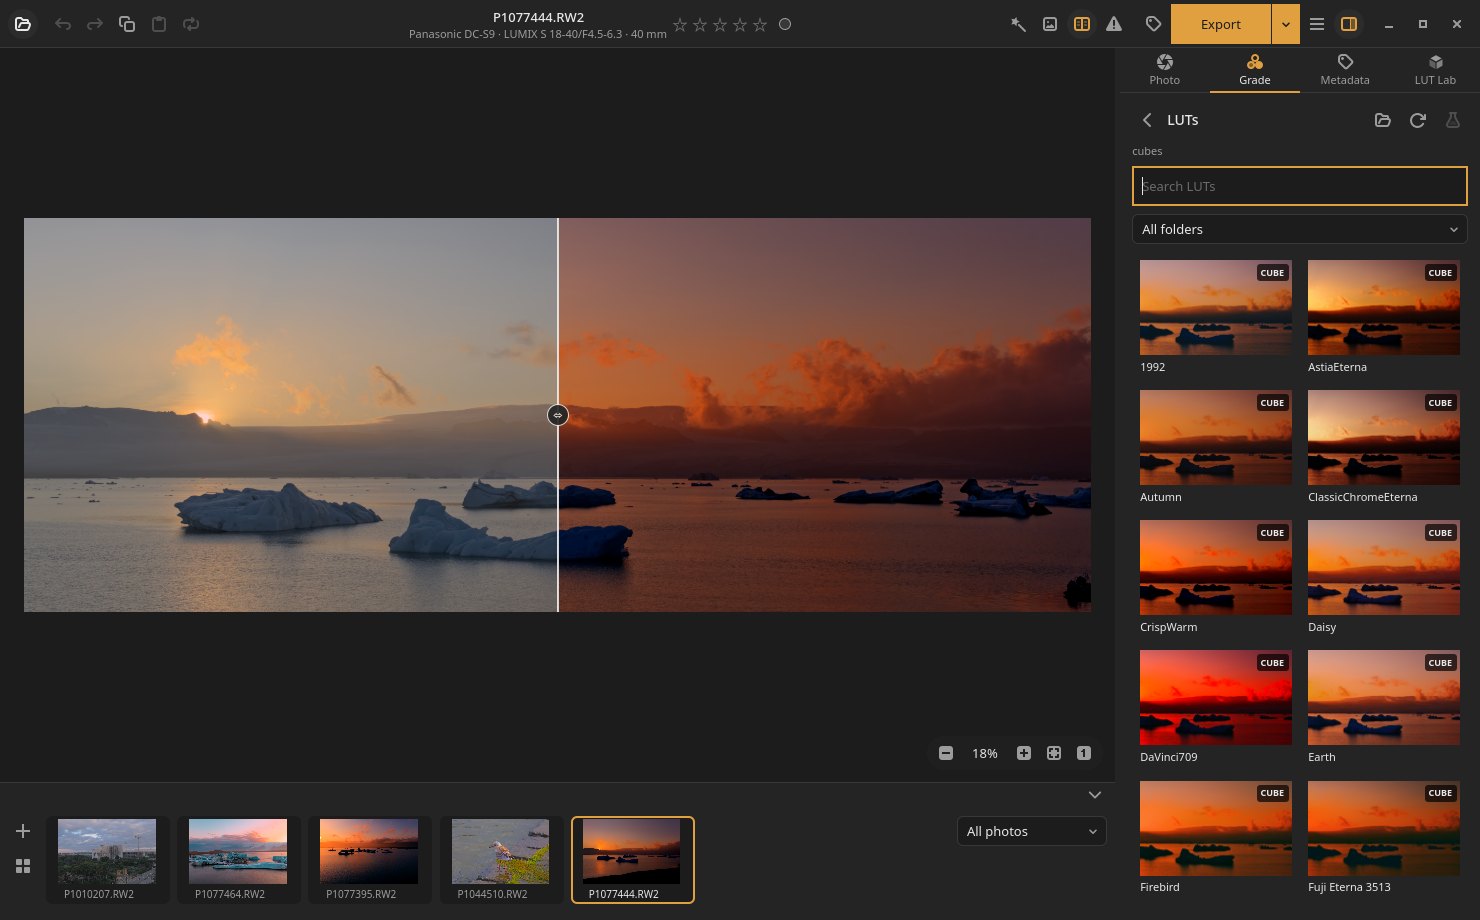 P1077444.RW2
Panasonic DC-S9 · LUMIX S 18-40/F4.5-6.3 · 40 mm
Export
Photo
Grade
Metadata
LUT Lab
LUTs
cubes
Search LUTs
All folders
CUBE
CUBE
1992
AstiaEterna
CUBE
CUBE
Autumn
ClassicChromeEterna
CUBE
CUBE
CrispWarm
Daisy
CUBE
CUBE
DaVinci709
Earth
CUBE
CUBE
Firebird
Fuji Eterna 3513
18%
1
All photos
P1010207.RW2
P1077464.RW2
P1077395.RW2
P1044510.RW2
P1077444.RW2